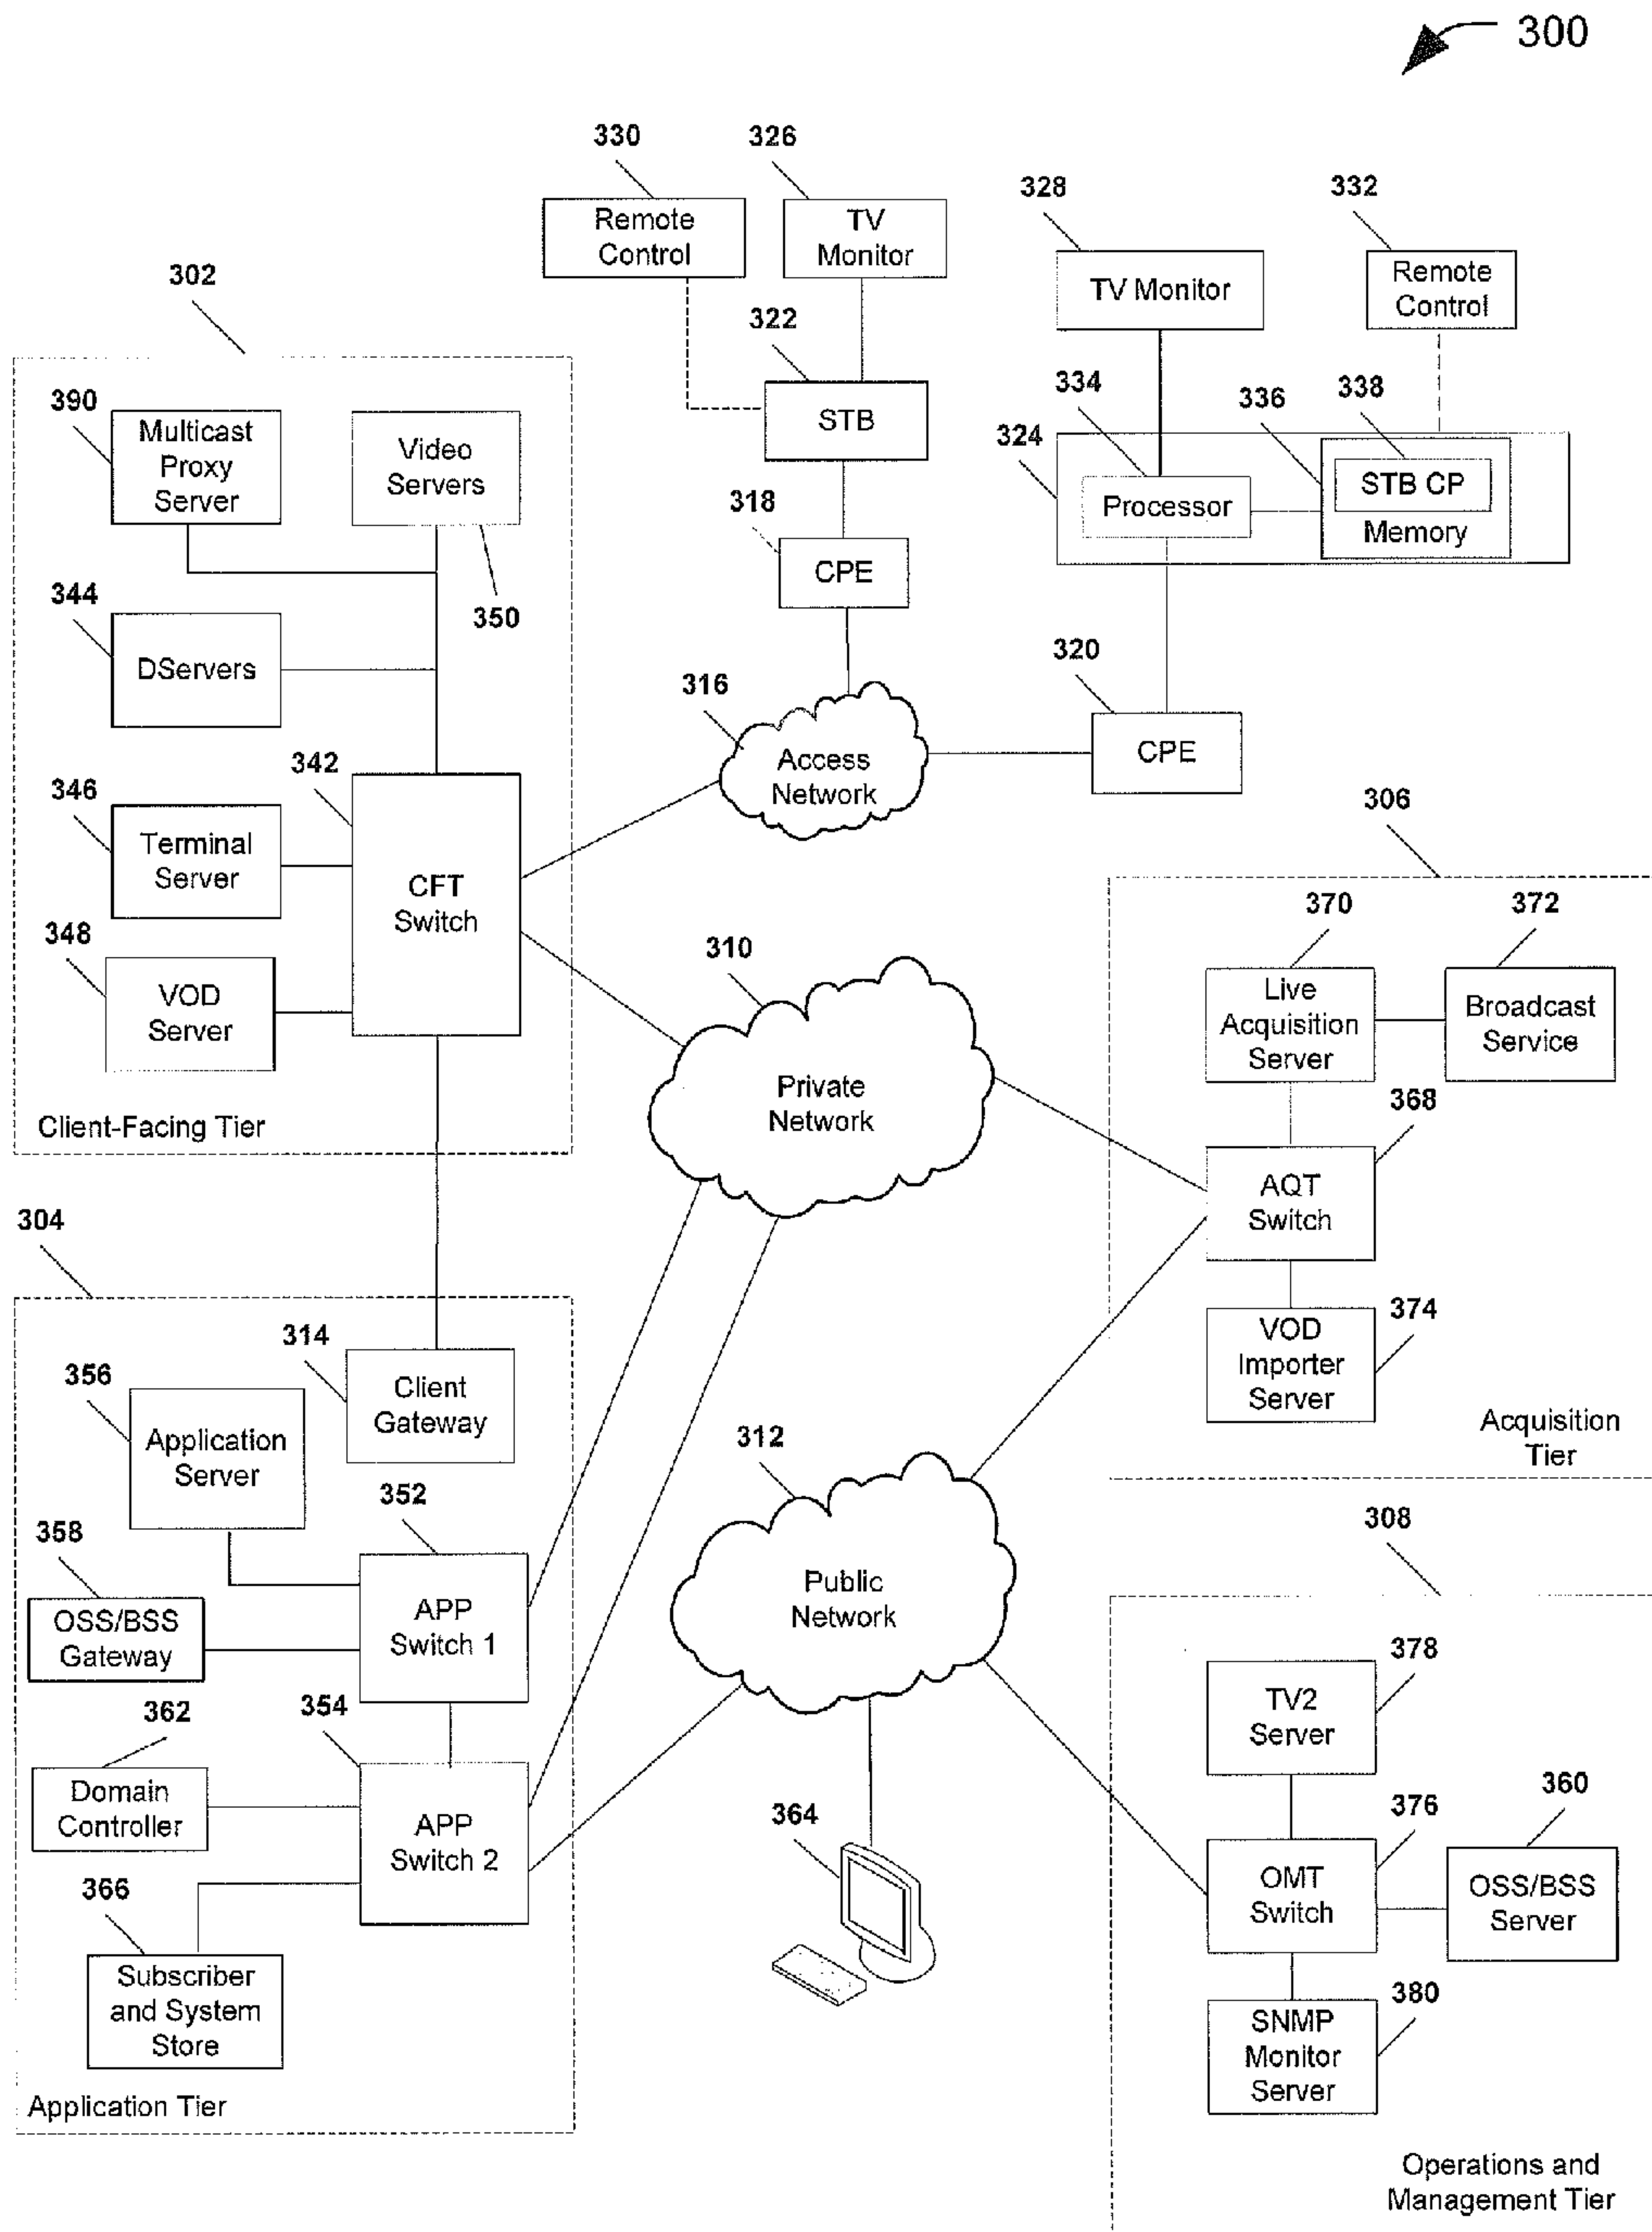 300
330
Remote
Control
326
TV
Monitor
328
TV Monitor
332
Remote
Control
302
322
STB
334
336
338
324
Processor
STB CP
Memory
390
Multicast
Proxy
Server
Video
Servers
350
318
CPE
344
DServers
316
Access
Network
320
CPE
346
Terminal
Server
342
CFT
Switch
348
VOD
Server
Client-Facing Tier
310
Private
Network
306
370
Live
Acquisition
Server
372
Broadcast
Service
368
AQT
Switch
374
VOD
Importer
Server
Acquisition
Tier
304
314
Client
Gateway
356
Application
Server
352
APP
Switch 1
358
OSS/BSS
Gateway
362
Domain
Controller
354
APP
Switch 2
366
Subscriber
and System
Store
Application Tier
312
Public
Network
364
308
378
TV2
Server
376
OMT
Switch
360
OSS/BSS
Server
380
SNMP
Monitor
Server
Operations and
Management Tier